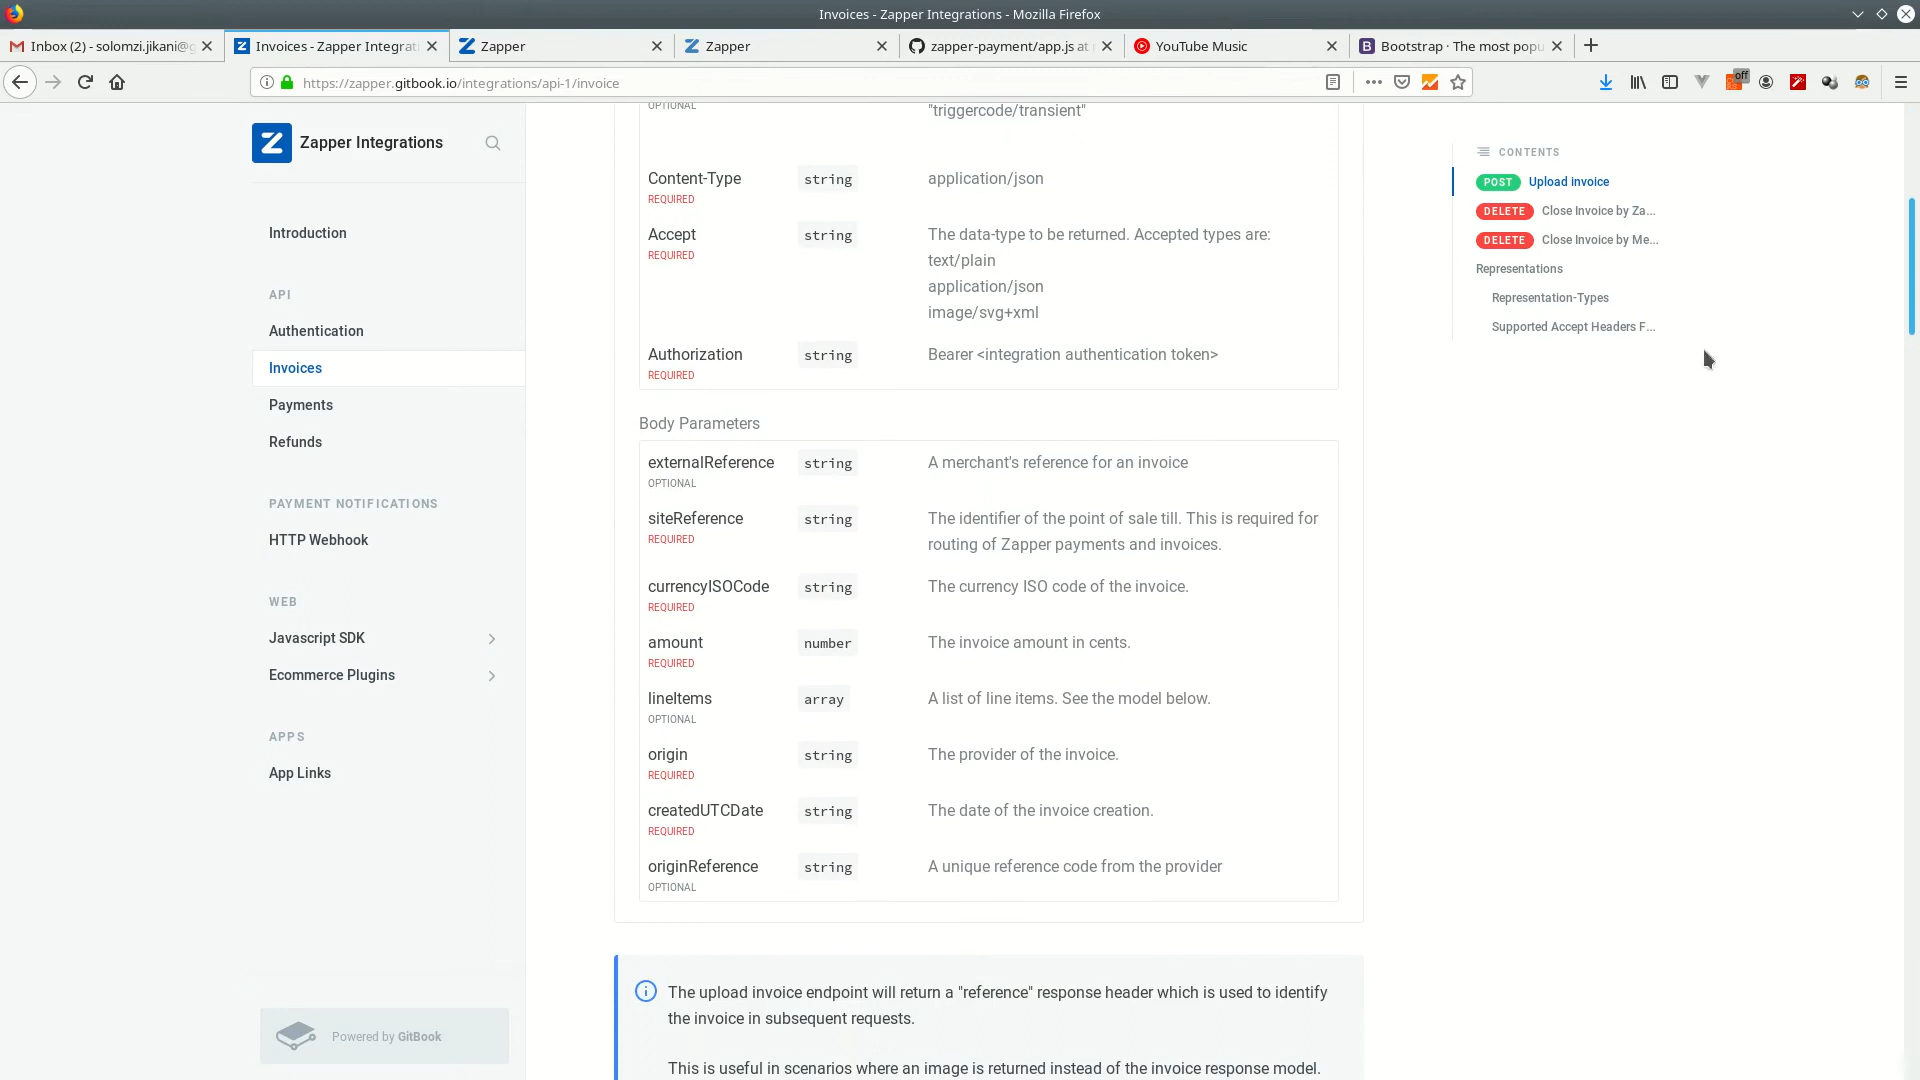 Invoices - Zapper Integrations - Mozilla Firefox
Inbox (2) - solomzi.jikani@g
Invoices - Zapper Integrat
Zapper
Zapper
zapper-payment/app.js at
YouTube Music
Bootstrap · The most popu
https://zapper.gitbook.io/integrations/api-1/invoice
off
Zapper Integrations
Introduction
API
Authentication
Invoices
Payments
Refunds
PAYMENT NOTIFICATIONS
HTTP Webhook
WEB
Javascript SDK
Ecommerce Plugins
APPS
App Links
Powered by GitBook
OPTIONAL
"triggercode/transient"
Content-Type string application/json
REQUIRED
Accept string The data-type to be returned. Accepted types are:
REQUIRED
text/plain
application/json
image/svg+xml
Authorization string Bearer <integration authentication token>
REQUIRED
Body Parameters
externalReference string A merchant's reference for an invoice
OPTIONAL
siteReference string The identifier of the point of sale till. This is required for
REQUIRED
routing of Zapper payments and invoices.
currencyISOCode string The currency ISO code of the invoice.
REQUIRED
amount number The invoice amount in cents.
REQUIRED
lineItems array A list of line items. See the model below.
OPTIONAL
origin string The provider of the invoice.
REQUIRED
createdUTCDate string The date of the invoice creation.
REQUIRED
originReference string A unique reference code from the provider
OPTIONAL
The upload invoice endpoint will return a "reference" response header which is used to identify
the invoice in subsequent requests.
This is useful in scenarios where an image is returned instead of the invoice response model.
CONTENTS
POST Upload invoice
DELETE Close Invoice by Za...
DELETE Close Invoice by Me...
Representations
Representation-Types
Supported Accept Headers F...